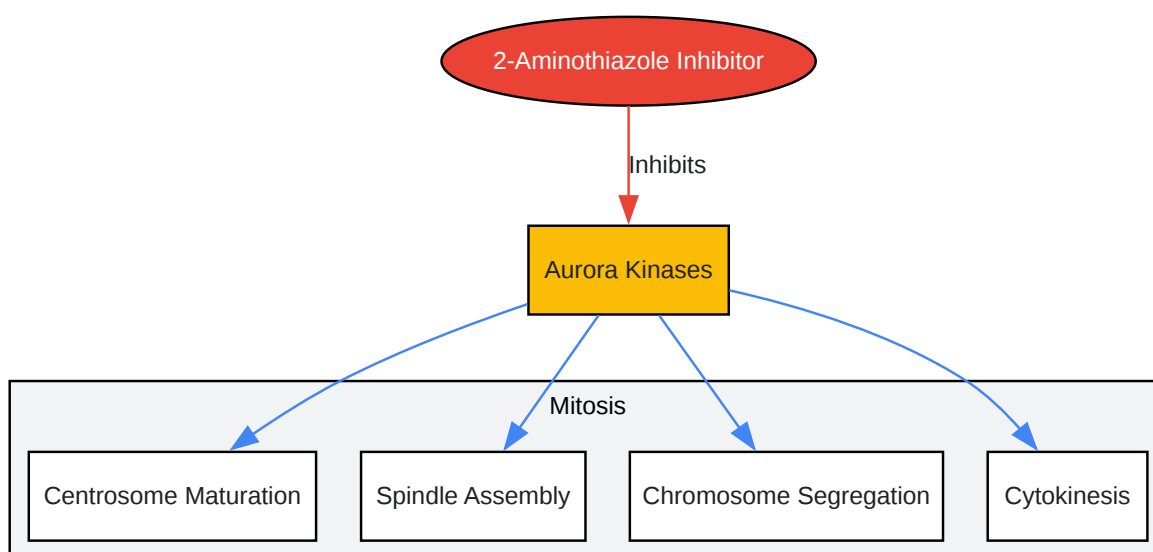 2-Aminothiazole Inhibitor
Inhibits
Aurora Kinases
Mitosis
Centrosome Maturation
Spindle Assembly
Chromosome Segregation
Cytokinesis